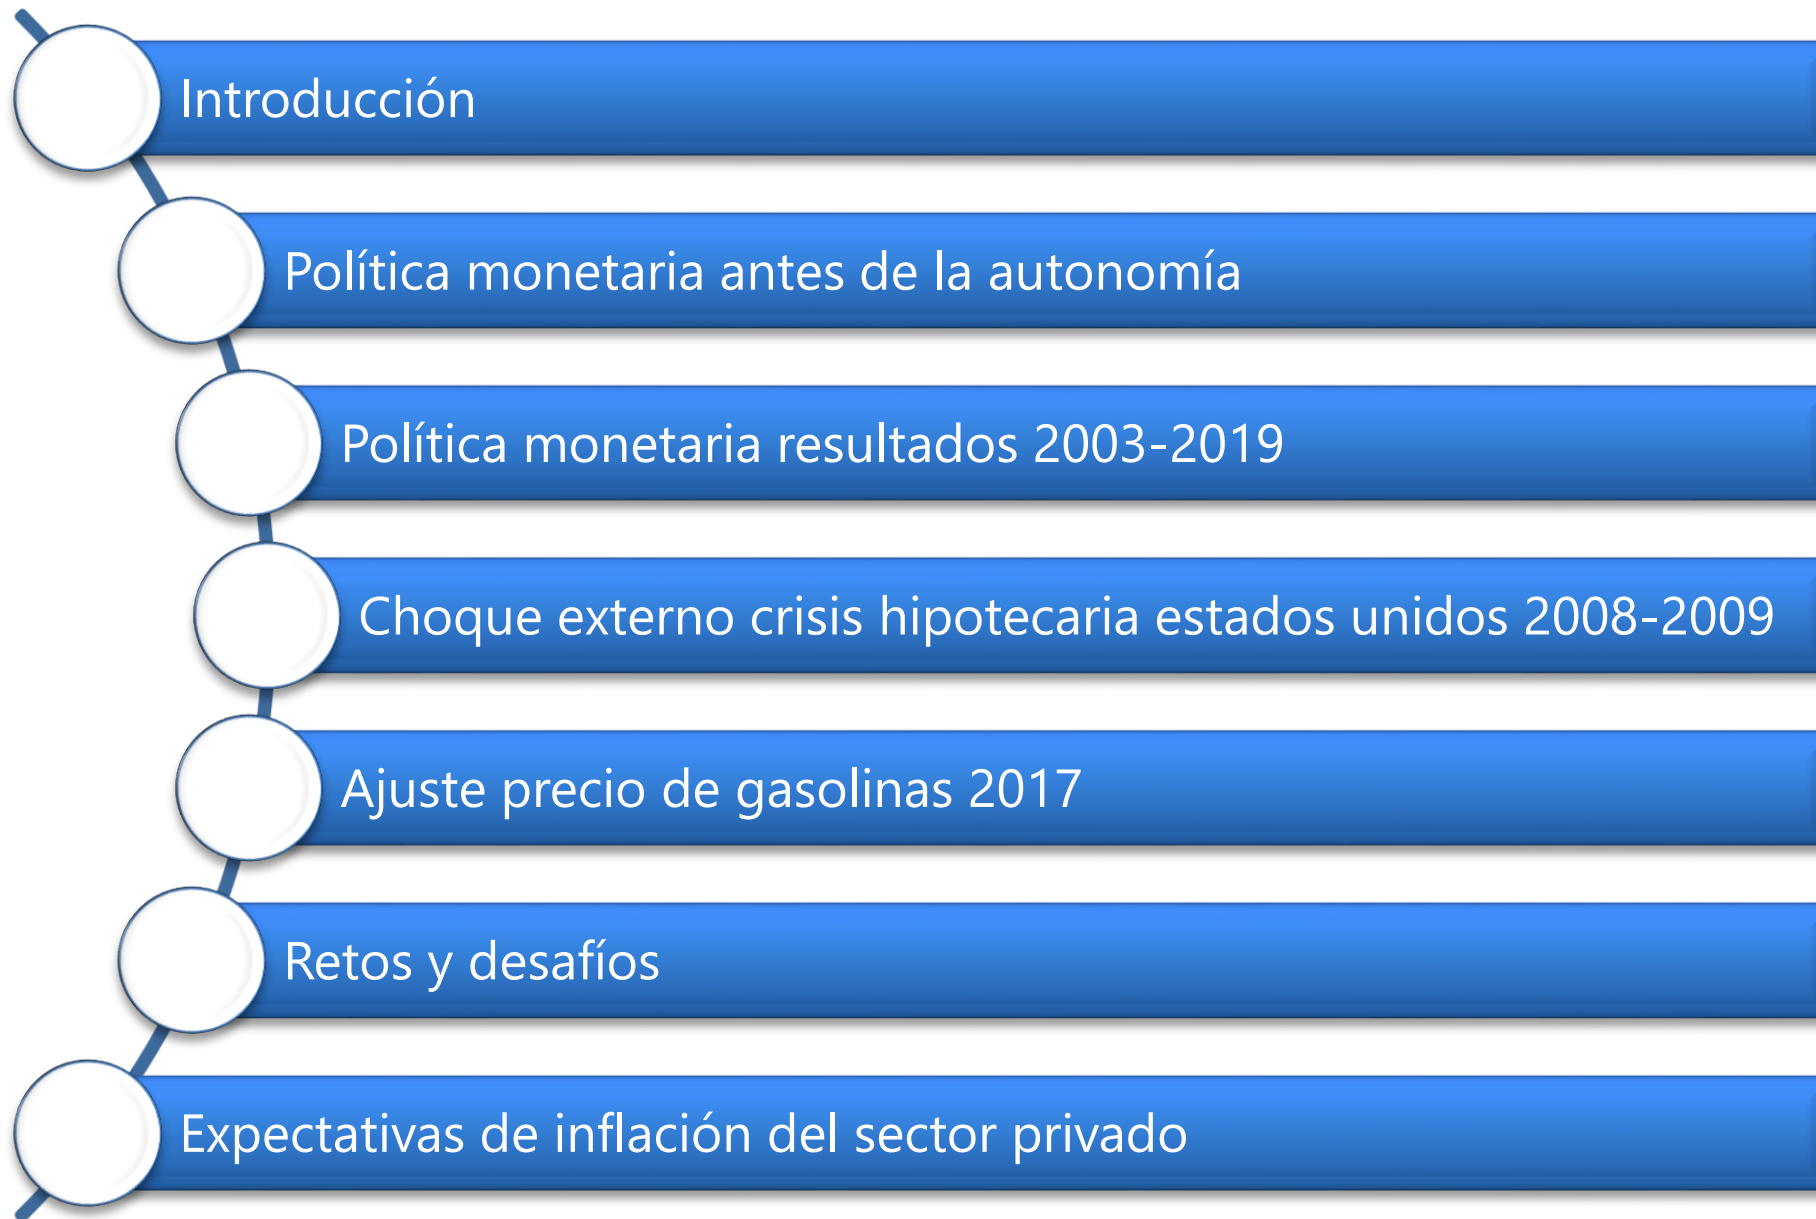 Introducción
Política monetaria antes de la autonomía
Política monetaria resultados 2003-2019
Choque externo crisis hipotecaria estados unidos 2008-2009
Ajuste precio de gasolinas 2017
Retos y desafíos
Expectativas de inflación del sector privado